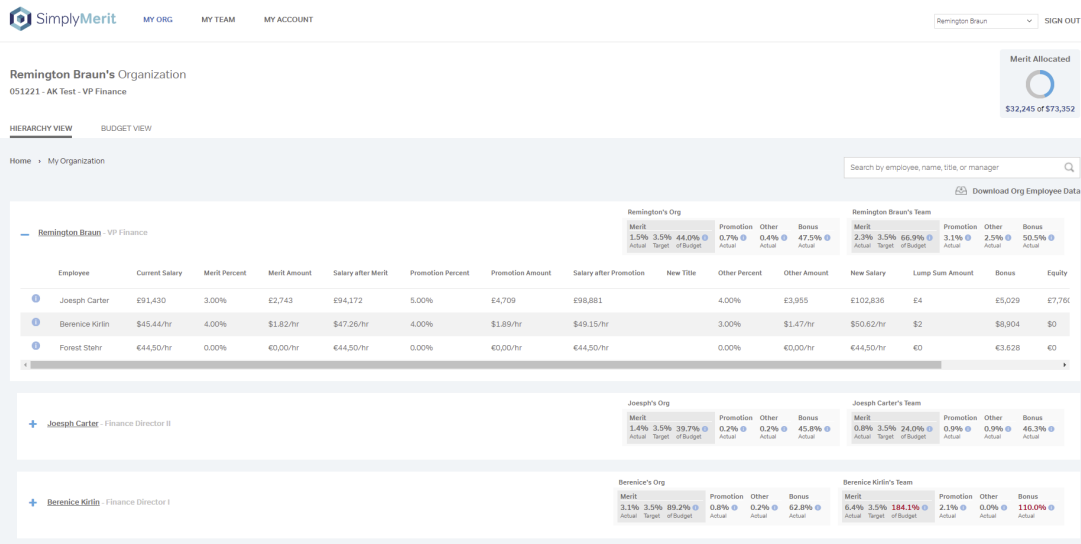 SimplyMerit MY ORG MY TEAM MY ACCOUNT Remington Braun SIGN OUT
Merit Allocated
Remington Braun's Organization
051221 - AK Test - VP Finance
$32,245 of $73,352
HIERARCHY VIEW BUDGET VIEW
Home › My Organization
Search by employee, name, title, or manager
Download Org Employee Data
Remington's Org Remington Braun's Team
Merit Promotion Other Bonus Merit Promotion Other Bonus
Remington Braun - VP Finance 1.5% 3.5% 44.0% 0.7% 0.4% 47.5% 2.3% 3.5% 66.9% 3.1% 2.5% 50.5%
Actual Target of Budget Actual Actual Actual Actual Target of Budget Actual Actual Actual
Employee Current Salary Merit Percent Merit Amount Salary after Merit Promotion Percent Promotion Amount Salary after Promotion New Title Other Percent Other Amount New Salary Lump Sum Amount Bonus Equity
Joesph Carter £91,430 3.00% £2,743 £94,172 5.00% £4,709 £98,881 4.00% £3,955 £102,836 £4 £5,029 £7,760
Berenice Kirlin $45.44/hr 4.00% $1.82/hr $47.26/hr 4.00% $1.89/hr $49.15/hr 3.00% $1.47/hr $50.62/hr $2 $8,904 $0
Forest Stehr €44,50/hr 0.00% €0,00/hr €44,50/hr 0.00% €0,00/hr €44,50/hr 0.00% €0,00/hr €44,50/hr €0 €3.628 €0
Joesph's Org Joesph Carter's Team
Merit Promotion Other Bonus Merit Promotion Other Bonus
Joesph Carter - Finance Director II 1.4% 3.5% 39.7% 0.2% 0.2% 45.8% 0.8% 3.5% 24.0% 0.9% 0.9% 46.3%
Actual Target of Budget Actual Actual Actual Actual Target of Budget Actual Actual Actual
Berenice's Org Berenice Kirlin's Team
Merit Promotion Other Bonus Merit Promotion Other Bonus
Berenice Kirlin - Finance Director I 3.1% 3.5% 89.2% 0.8% 0.2% 62.8% 6.4% 3.5% 184.1% 2.1% 0.0% 110.0%
Actual Target of Budget Actual Actual Actual Actual Target of Budget Actual Actual Actual